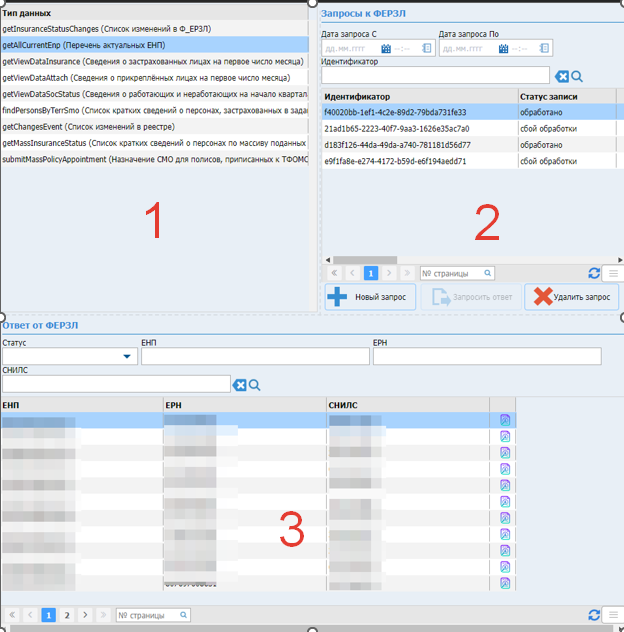 Тип данных
getInsuranceStatusChanges (Список изменений в Ф_ЕРЗЛ)
getAllCurrentEnp (Перечень актуальных ЕНП)
getViewDataInsurance (Сведения о застрахованных лицах на первое число месяца)
getViewDataAttach (Сведения о прикреплённых лицах на первое число месяца)
getViewDataSocStatus (Сведения о работающих и неработающих на начало квартал
findPersonsByTerrSmo (Список кратких сведений о персонах, застрахованных в зада
getChangesEvent (Список изменений в реестре)
getMassInsuranceStatus (Список кратких сведений о персонах по массиву поданных
submitMassPolicyAppointment (Назначение СМО для полисов, приписанных к ТФОМС
1
Запросы к ФЕРЗЛ
Дата запроса С Дата запроса По
дд.мм.гггг --:-- дд.мм.гггг --:--
Идентификатор
Идентификатор Статус записи
f40020bb-1ef1-4c2e-89d2-79bda731fe33 обработано
21ad1b65-2223-40f7-9aa3-1626e35ac7a0 сбой обработки
d183f126-44da-49da-a740-781181d56d77 обработано
e9f1fa8e-e274-4172-b59d-e6f194aedd71 сбой обработки
2
1 № страницы
Новый запрос Запросить ответ Удалить запрос
Ответ от ФЕРЗЛ
Статус ЕНП ЕРН
СНИЛС
ЕНП ЕРН СНИЛС
3
1 2 № страницы